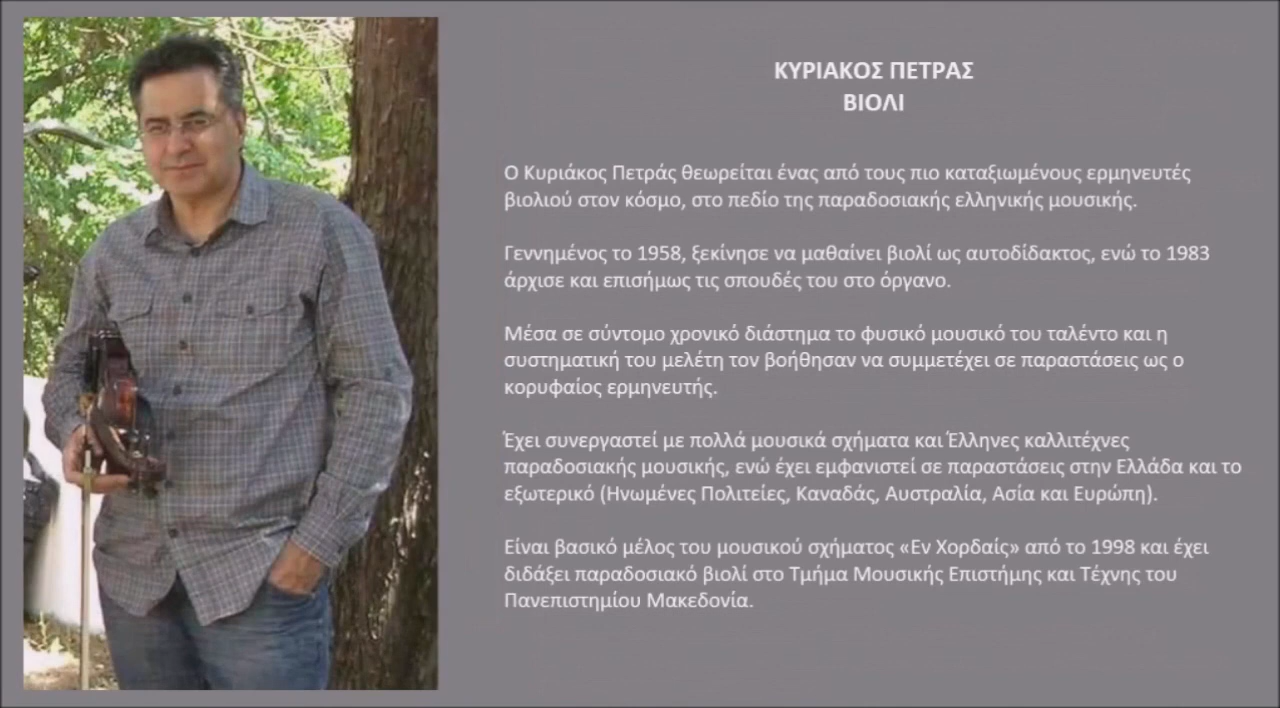 ΚΥΡΙΑΚΟΣ ΠΕΤΡΑΣ
ΒΙΟΛΙ
Ο Κυριάκος Πετράς θεωρείται ένας από τους πιο καταξιωμένους ερμηνευτές
βιολιού στον κόσμο, στο πεδίο της παραδοσιακής ελληνικής μουσικής.
Γεννημένος το 1958, ξεκίνησε να μαθαίνει βιολί ως αυτοδίδακτος, ενώ το 1983
άρχισε και επισήμως τις σπουδές του στο όργανο.
Μέσα σε σύντομο χρονικό διάστημα το φυσικό μουσικό του ταλέντο και η
συστηματική του μελέτη τον βοήθησαν να συμμετέχει σε παραστάσεις ως ο
κορυφαίος ερμηνευτής.
Έχει συνεργαστεί με πολλά μουσικά σχήματα και Έλληνες καλλιτέχνες
παραδοσιακής μουσικής, ενώ έχει εμφανιστεί σε παραστάσεις στην Ελλάδα και το
εξωτερικό (Ηνωμένες Πολιτείες, Καναδάς, Αυστραλία, Ασία και Ευρώπη).
Είναι βασικό μέλος του μουσικού σχήματος «Εν Χορδαίς» από το 1998 και έχει
διδάξει παραδοσιακό βιολί στο Τμήμα Μουσικής Επιστήμης και Τέχνης του
Πανεπιστημίου Μακεδονία.